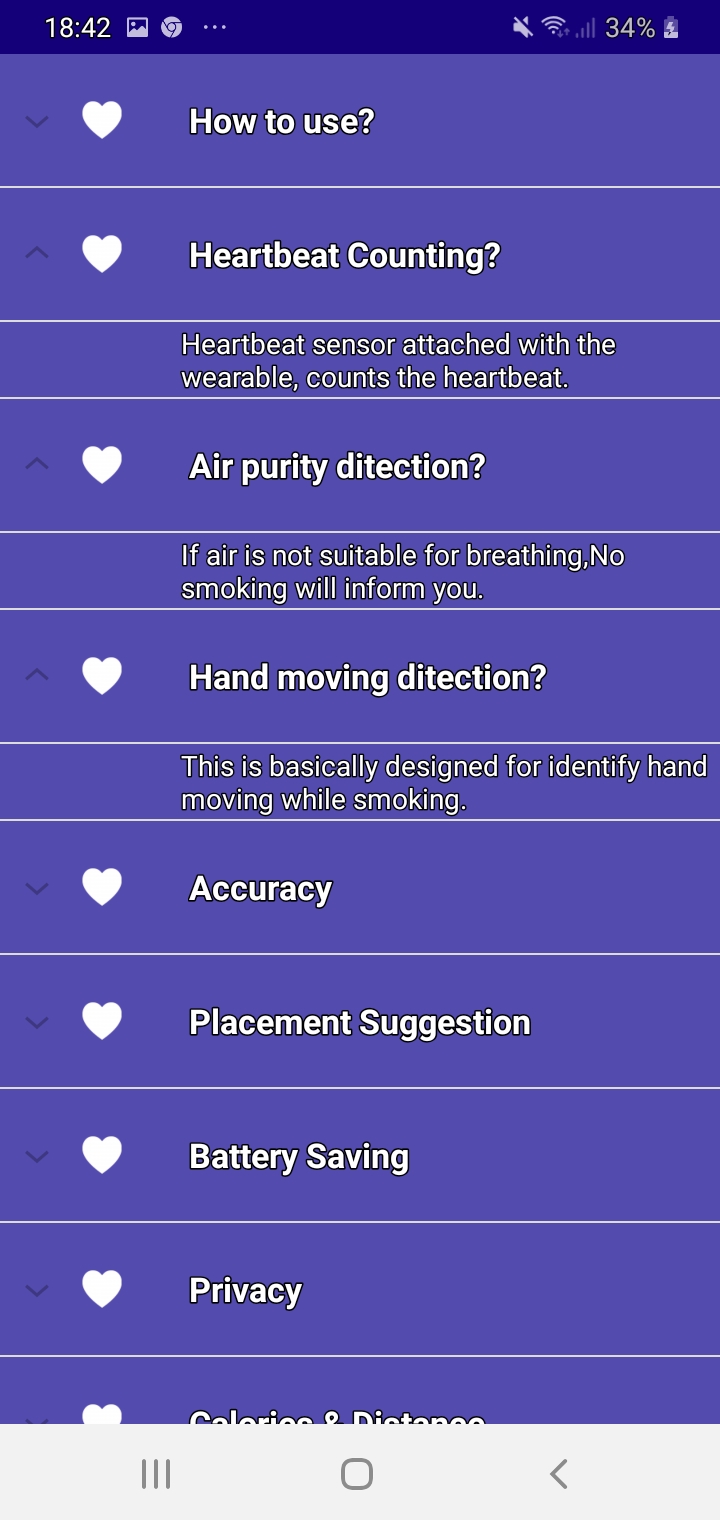 18:42
34%
How to use?
Heartbeat Counting?
Heartbeat sensor attached with the
wearable, counts the heartbeat.
Air purity ditection?
If air is not suitable for breathing,No
smoking will inform you.
Hand moving ditection?
This is basically designed for identify hand
moving while smoking.
Accuracy
Placement Suggestion
Battery Saving
Privacy
Calories & Distance